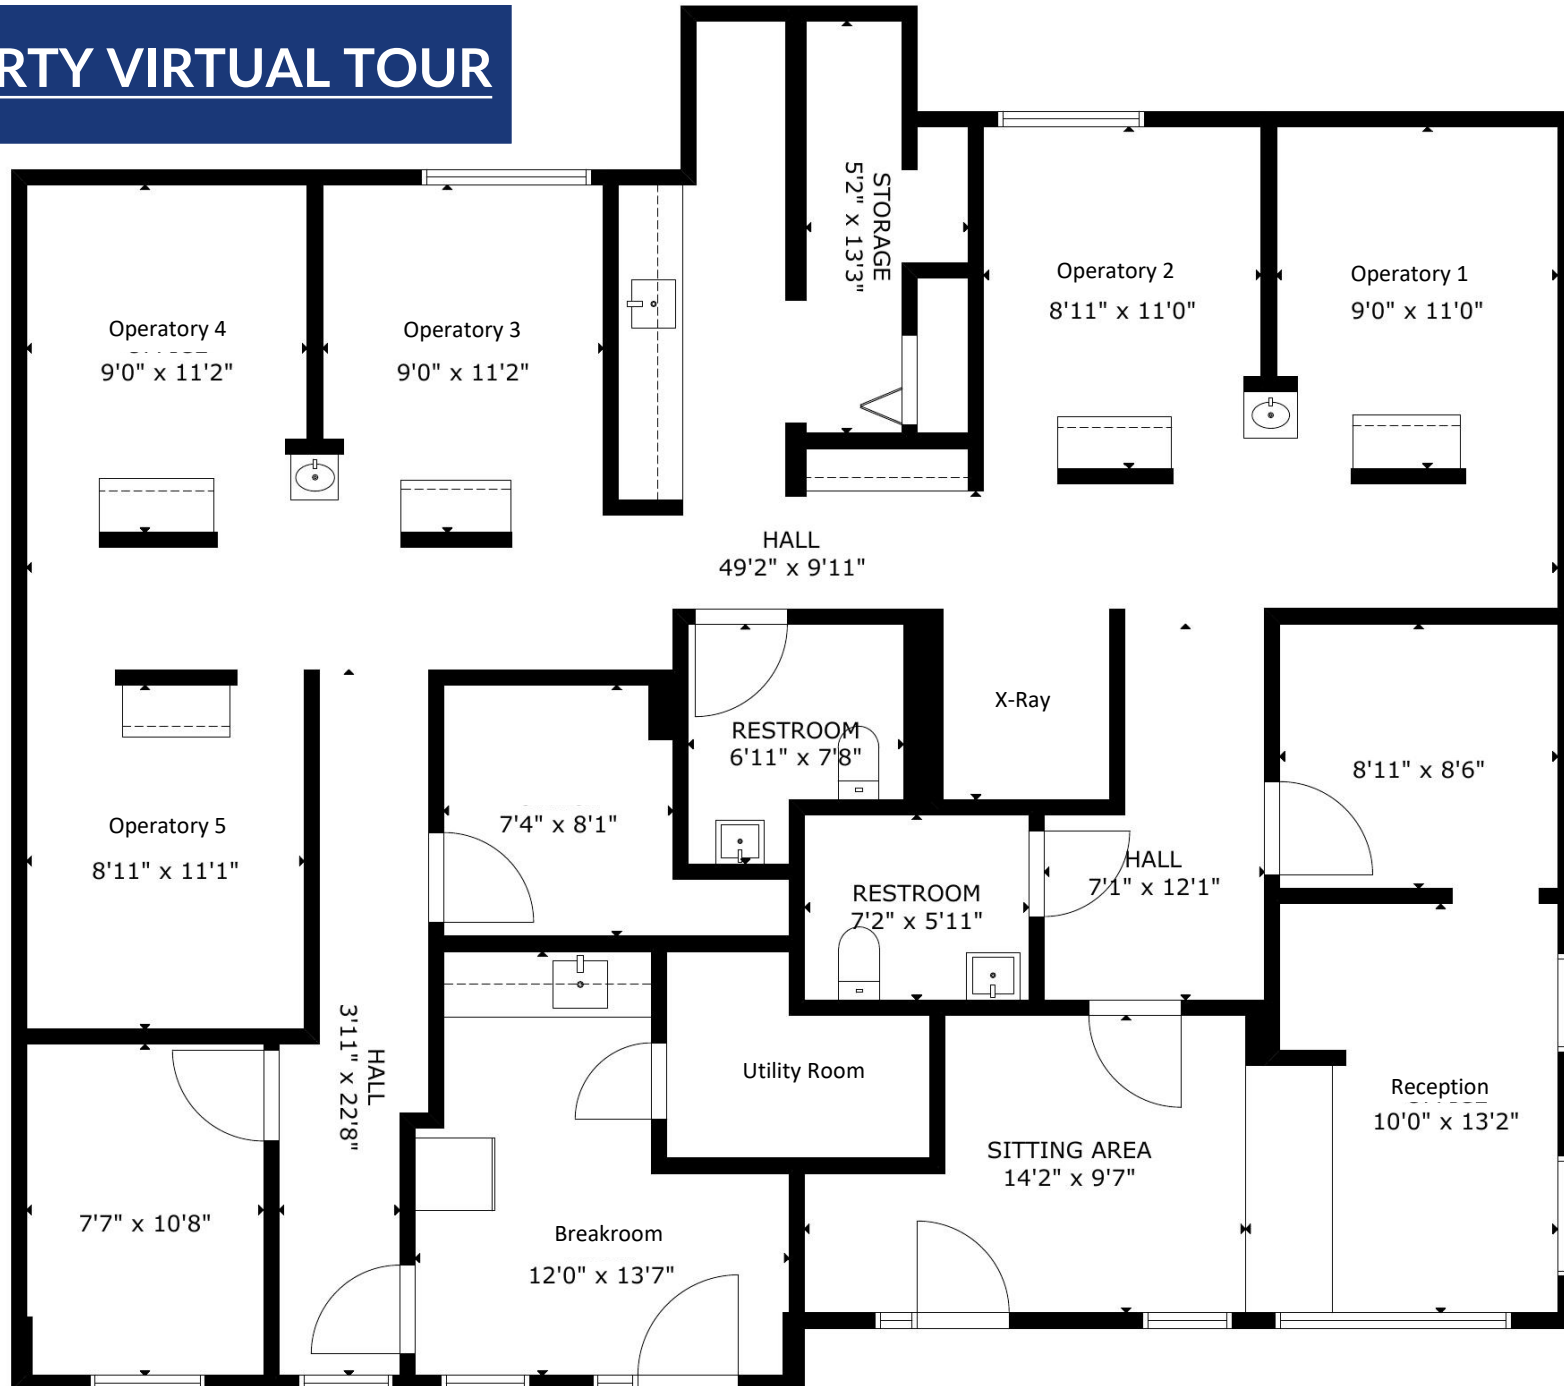 RTY VIRTUAL TOUR
STORAGE
5'2" x 13'3"
Operatory 2
8'11" x 11'0"
Operatory 1
9'0" x 11'0"
Operatory 4
9'0" x 11'2"
Operatory 3
9'0" x 11'2"
HALL
49'2" x 9'11"
X-Ray
RESTROOM
6'11" x 7'8"
8'11" x 8'6"
Operatory 5
8'11" x 11'1"
7'4" x 8'1"
HALL
7'1" x 12'1"
RESTROOM
7'2" x 5'11"
HALL
3'11" x 22'8"
Utility Room
Reception
10'0" x 13'2"
SITTING AREA
14'2" x 9'7"
7'7" x 10'8"
Breakroom
12'0" x 13'7"